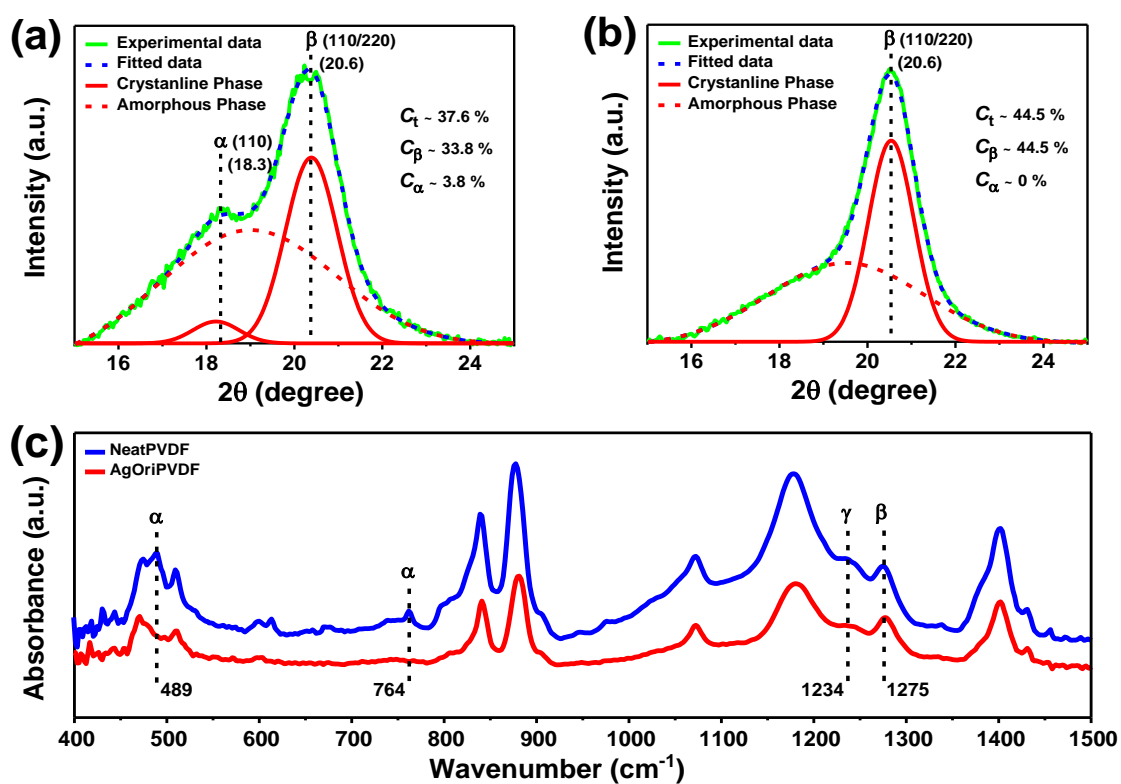 (a)
Experimental data
Fitted data
Crystanline Phase
Amorphous Phase
β (110/220)
(20.6)
α (110)
(18.3)
Ct ~ 37.6 %
Cβ ~ 33.8 %
Cα ~ 3.8 %
Intensity (a.u.)
16 18 20 22 24
2θ (degree)
(b)
Experimental data
Fitted data
Crystanline Phase
Amorphous Phase
β (110/220)
(20.6)
Ct ~ 44.5 %
Cβ ~ 44.5 %
Cα ~ 0 %
Intensity (a.u.)
16 18 20 22 24
2θ (degree)
(c)
NeatPVDF
AgOriPVDF
α
α
γ
β
489
764
1234
1275
Absorbance (a.u.)
400 500 600 700 800 900 1000 1100 1200 1300 1400 1500
Wavenumber (cm-1)